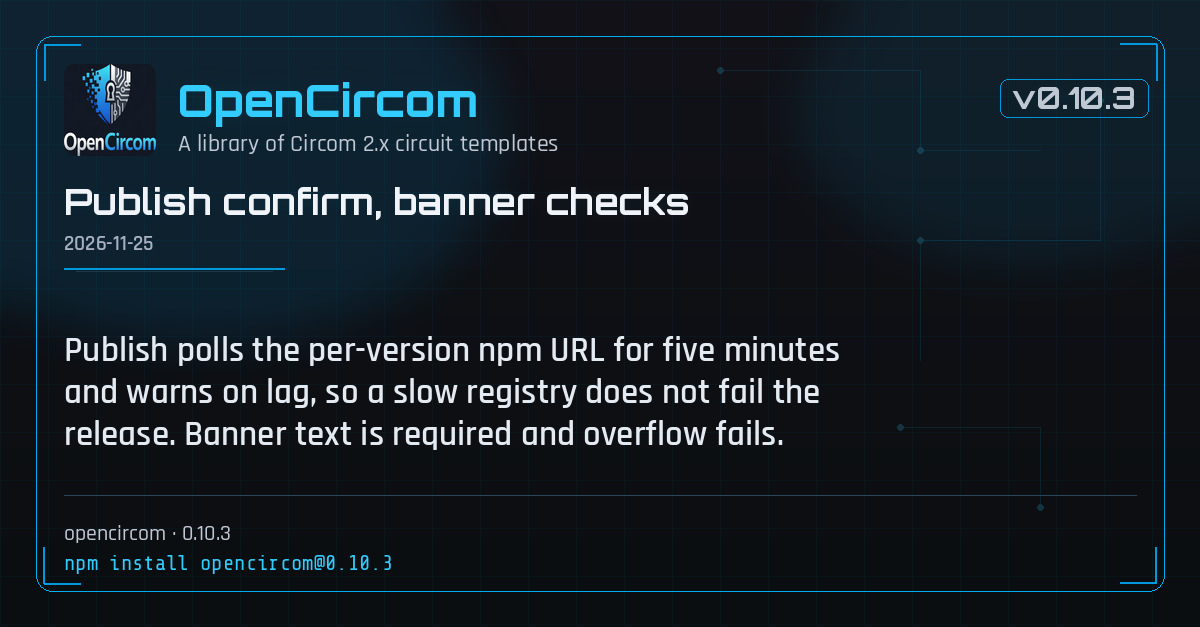 OpenCircom
OpenCircom
A library of Circom 2.x circuit templates
v0.10.3
Publish confirm, banner checks
2026-11-25
Publish polls the per-version npm URL for five minutes
and warns on lag, so a slow registry does not fail the
release. Banner text is required and overflow fails.
opencircom · 0.10.3
npm install opencircom@0.10.3